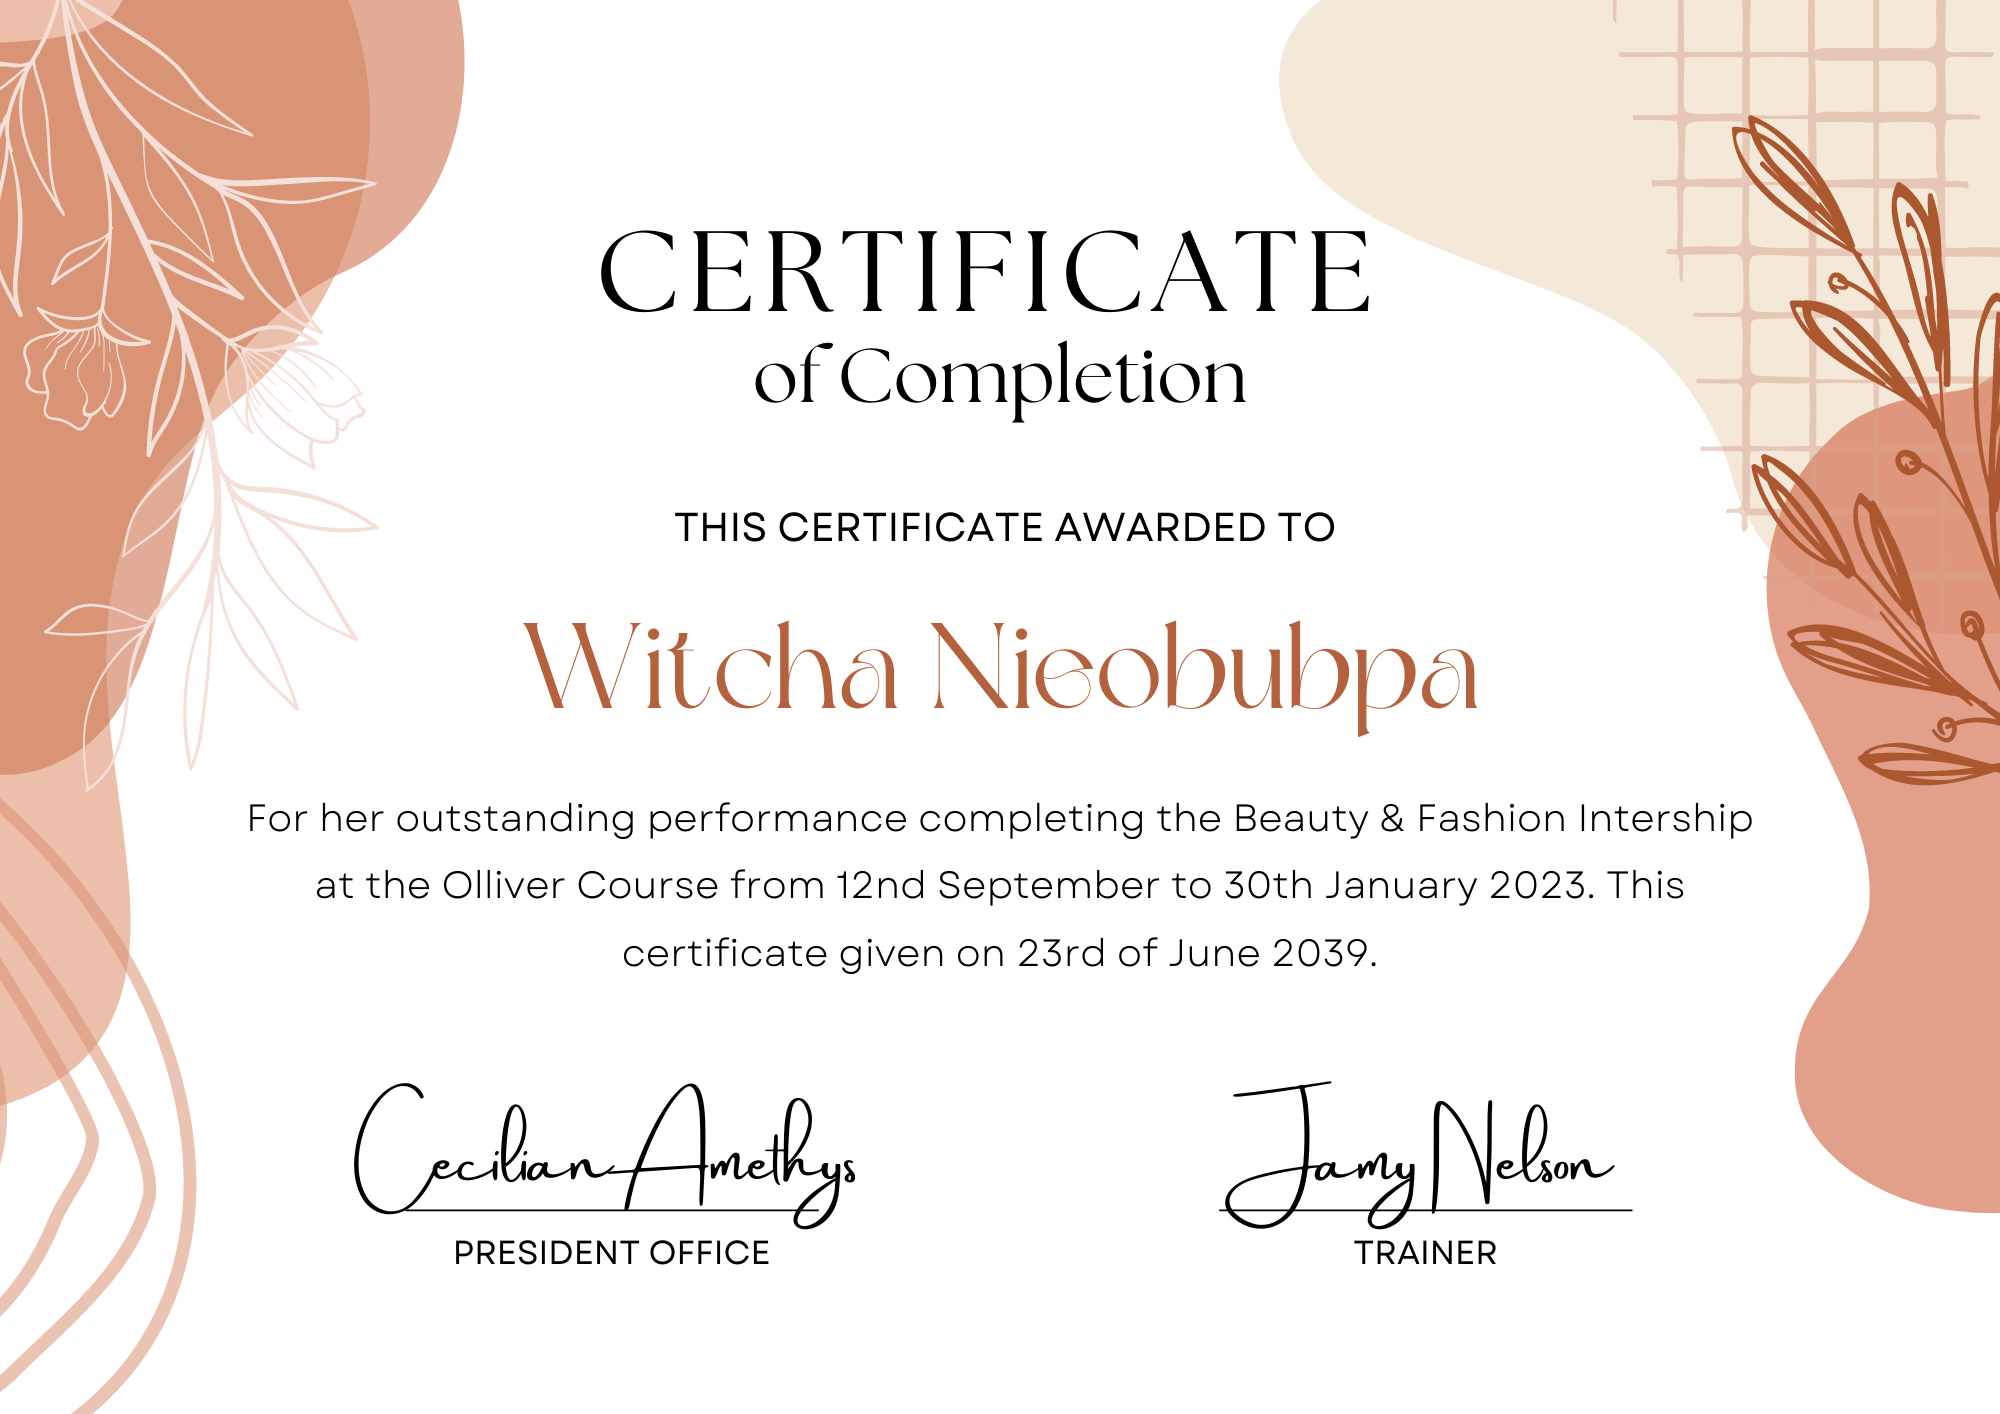 CERTIFICATE
of Completion
THIS CERTIFICATE AWARDED TO
Witcha Nieobubpa
For her outstanding performance completing the Beauty & Fashion Intership
at the Olliver Course from 12nd September to 30th January 2023. This
certificate given on 23rd of June 2039.
Cecilian Amethys
PRESIDENT OFFICE
Jamy Nelson
TRAINER